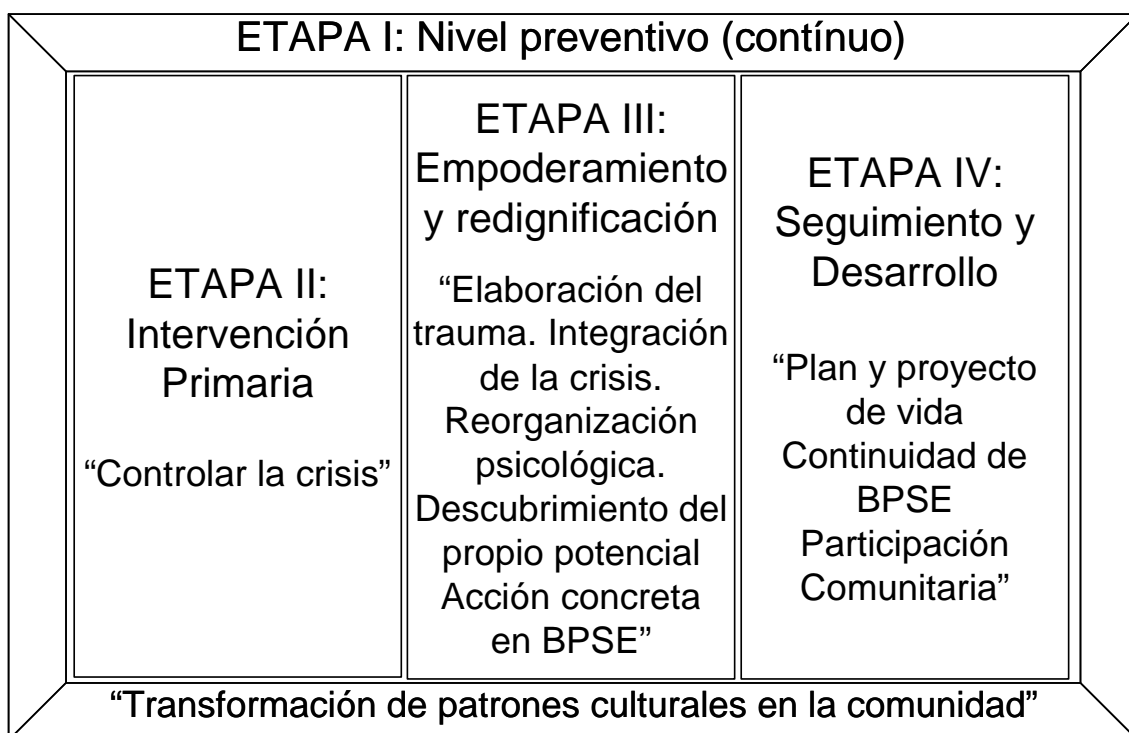 ETAPA I: Nivel preventivo (contínuo)
ETAPA II:
Intervención
Primaria
“Controlar la crisis”
ETAPA III:
Empoderamiento
y redignificación
“Elaboración del
trauma. Integración
de la crisis.
Reorganización
psicológica.
Descubrimiento del
propio potencial
Acción concreta
en BPSE”
ETAPA IV:
Seguimiento y
Desarrollo
“Plan y proyecto
de vida
Continuidad de
BPSE
Participación
Comunitaria”
“Transformación de patrones culturales en la comunidad”